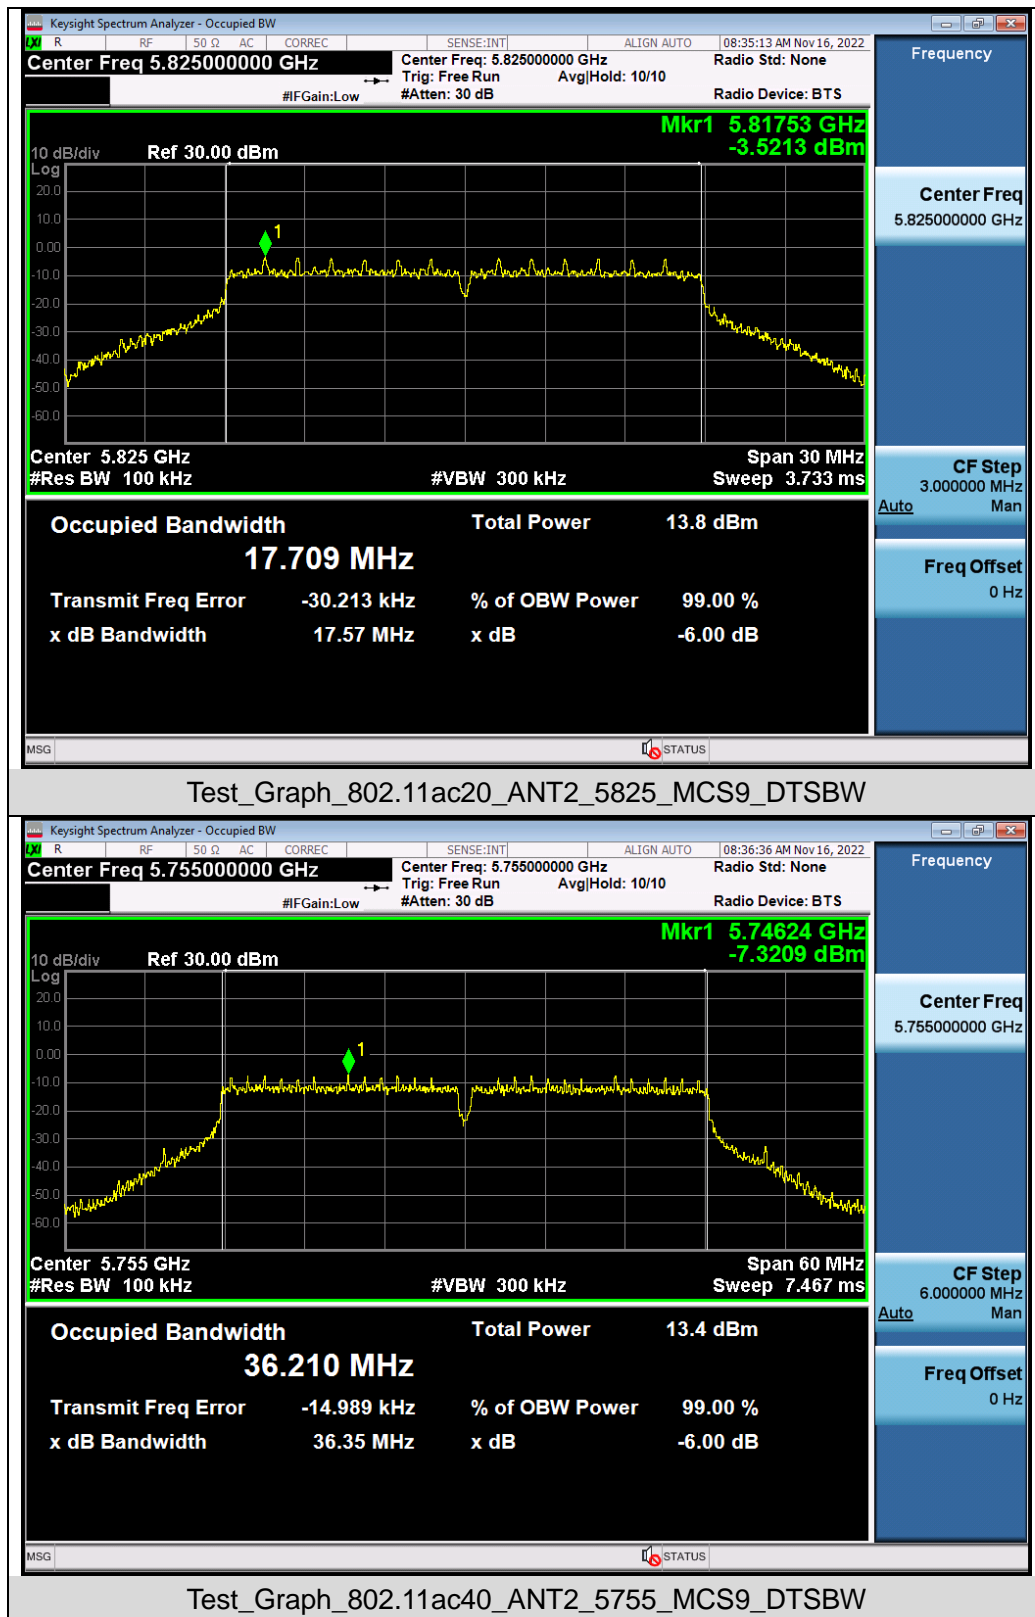 Keysight Spectrum Analyzer - Occupied BW
LXI R RF 50 Ω AC CORREC SENSE:INT ALIGN AUTO 08:35:13 AM Nov 16, 2022
Center Freq 5.825000000 GHz
Center Freq: 5.825000000 GHz Radio Std: None
Trig: Free Run Avg|Hold: 10/10
#IFGain:Low #Atten: 30 dB Radio Device: BTS
Mkr1 5.81753 GHz
-3.5213 dBm
10 dB/div Ref 30.00 dBm
Log
20.0
10.0
0.00
-10.0
-20.0
-30.0
-40.0
-50.0
-60.0
1
Center 5.825 GHz Span 30 MHz
#Res BW 100 kHz #VBW 300 kHz Sweep 3.733 ms
Occupied Bandwidth Total Power 13.8 dBm
17.709 MHz
Transmit Freq Error -30.213 kHz % of OBW Power 99.00 %
x dB Bandwidth 17.57 MHz x dB -6.00 dB
MSG STATUS
Frequency
Center Freq
5.825000000 GHz
CF Step
3.000000 MHz
Auto Man
Freq Offset
0 Hz
Test_Graph_802.11ac20_ANT2_5825_MCS9_DTSBW
Keysight Spectrum Analyzer - Occupied BW
LXI R RF 50 Ω AC CORREC SENSE:INT ALIGN AUTO 08:36:36 AM Nov 16, 2022
Center Freq 5.755000000 GHz
Center Freq: 5.755000000 GHz Radio Std: None
Trig: Free Run Avg|Hold: 10/10
#IFGain:Low #Atten: 30 dB Radio Device: BTS
Mkr1 5.74624 GHz
-7.3209 dBm
10 dB/div Ref 30.00 dBm
Log
20.0
10.0
0.00
-10.0
-20.0
-30.0
-40.0
-50.0
-60.0
1
Center 5.755 GHz Span 60 MHz
#Res BW 100 kHz #VBW 300 kHz Sweep 7.467 ms
Occupied Bandwidth Total Power 13.4 dBm
36.210 MHz
Transmit Freq Error -14.989 kHz % of OBW Power 99.00 %
x dB Bandwidth 36.35 MHz x dB -6.00 dB
MSG STATUS
Frequency
Center Freq
5.755000000 GHz
CF Step
6.000000 MHz
Auto Man
Freq Offset
0 Hz
Test_Graph_802.11ac40_ANT2_5755_MCS9_DTSBW